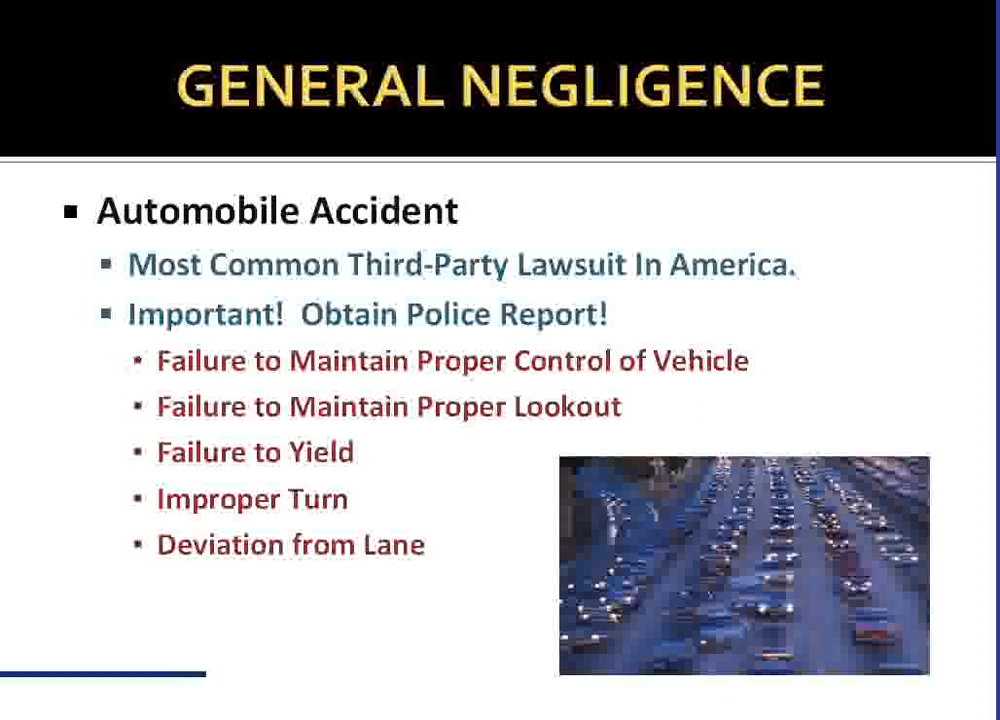 GENERAL NEGLIGENCE
Automobile Accident
Most Common Third-Party Lawsuit In America.
Important! Obtain Police Report!
Failure to Maintain Proper Control of Vehicle
Failure to Maintain Proper Lookout
Failure to Yield
Improper Turn
Deviation from Lane